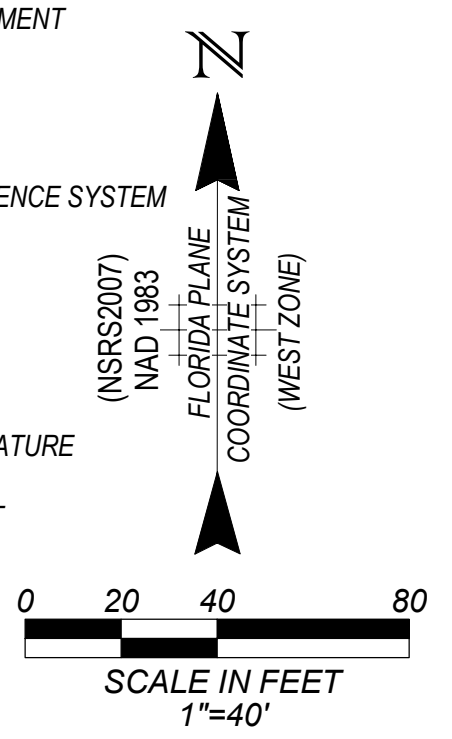 MENT
N
ENCE SYSTEM
(NSRS2007)
NAD 1983
FLORIDA PLANE
COORDINATE SYSTEM
(WEST ZONE)
ATURE
0 20 40 80
SCALE IN FEET
1"=40'